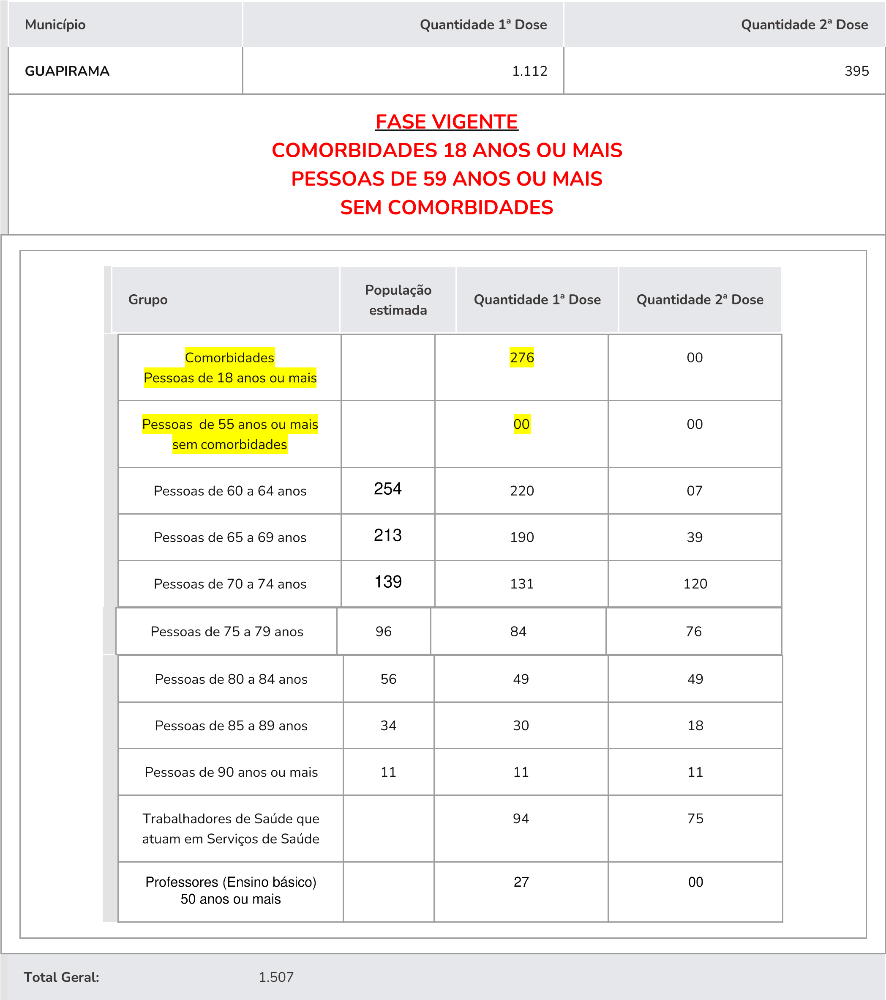 Município Quantidade 1ª Dose Quantidade 2ª Dose
GUAPIRAMA 1.112 395
FASE VIGENTE
COMORBIDADES 18 ANOS OU MAIS
PESSOAS DE 59 ANOS OU MAIS
SEM COMORBIDADES
Grupo População estimada Quantidade 1ª Dose Quantidade 2ª Dose
Comorbidades 276 00
Pessoas de 18 anos ou mais
Pessoas de 55 anos ou mais 00 00
sem comorbidades
Pessoas de 60 a 64 anos 254 220 07
Pessoas de 65 a 69 anos 213 190 39
Pessoas de 70 a 74 anos 139 131 120
Pessoas de 75 a 79 anos 96 84 76
Pessoas de 80 a 84 anos 56 49 49
Pessoas de 85 a 89 anos 34 30 18
Pessoas de 90 anos ou mais 11 11 11
Trabalhadores de Saúde que 94 75
atuam em Serviços de Saúde
Professores (Ensino básico) 27 00
50 anos ou mais
Total Geral: 1.507